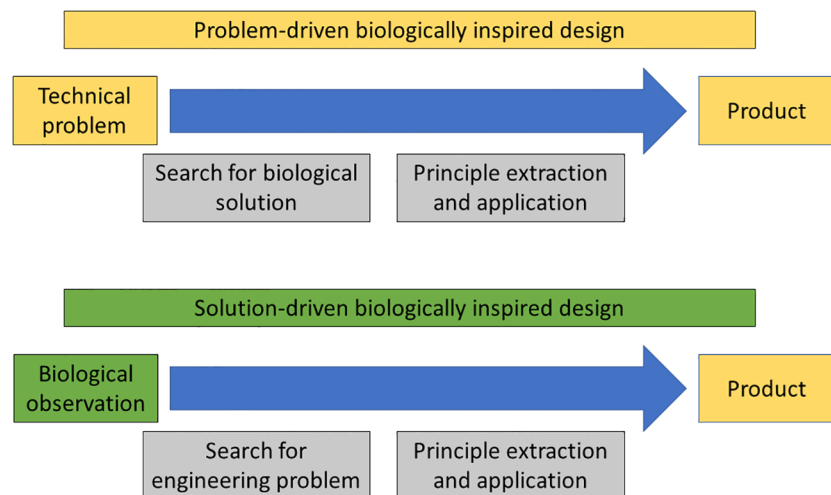 Problem-driven biologically inspired design
Technical
problem
Product
Search for biological
solution
Principle extraction
and application
Solution-driven biologically inspired design
Biological
observation
Product
Search for
engineering problem
Principle extraction
and application